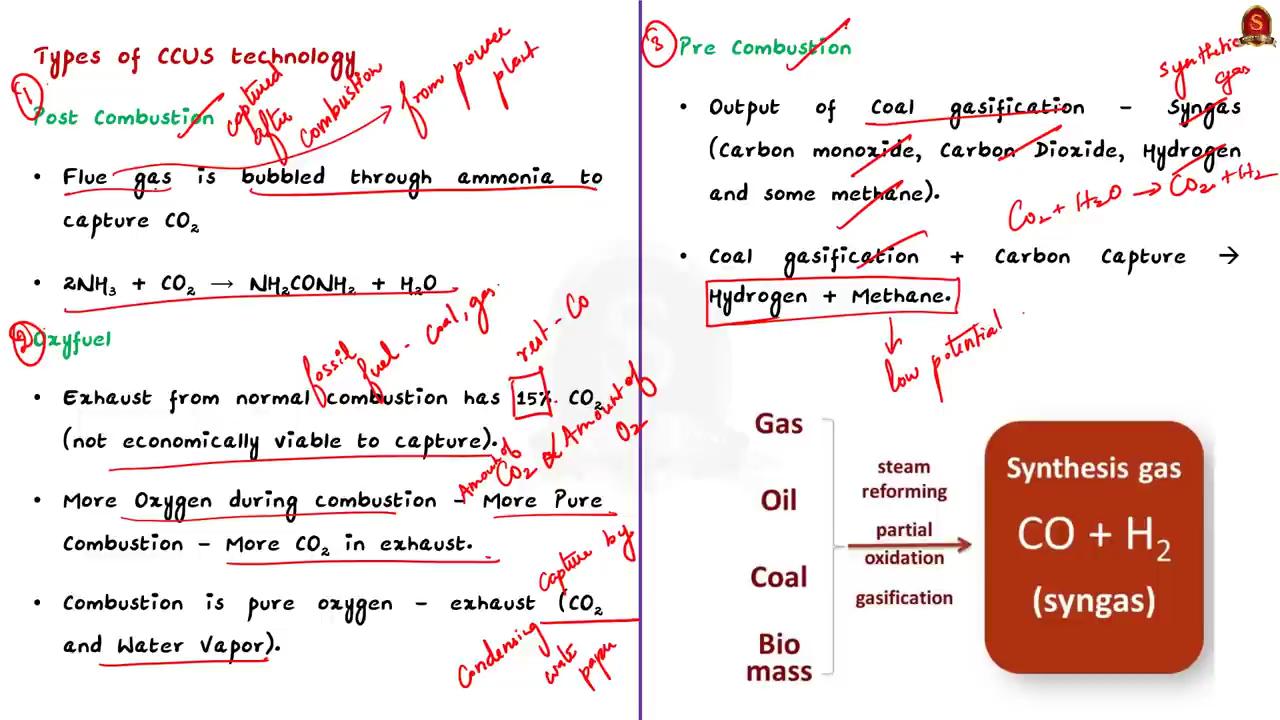 Types of CCUS technology
1
Post Combustion
captured
after
combustion
from power
plant
• Flue gas is bubbled through ammonia to
capture CO₂
• 2NH₃ + CO₂ → NH₂CONH₂ + H₂O
2
Oxyfuel
fossil
fuel - coal, gas
rest - CO
• Exhaust from normal combustion has 15% CO₂
(not economically viable to capture).
Amount of
CO₂ ∝ Amount of
O₂
• More Oxygen during combustion – More Pure
Combustion – More CO₂ in exhaust.
capture by
• Combustion is pure oxygen – exhaust (CO₂
and Water Vapor).
Condensing
3
Pre Combustion
synthetic
gas
• Output of Coal gasification – Syngas
(Carbon monoxide, Carbon Dioxide, Hydrogen
and some methane).
CO₂ + H₂O → CO₂ + H₂
• Coal gasification + Carbon Capture →
Hydrogen + Methane.
low potential
Gas
Oil
Coal
Bio
mass
steam
reforming
partial
oxidation
gasification
Synthesis gas
CO + H₂
(syngas)
S